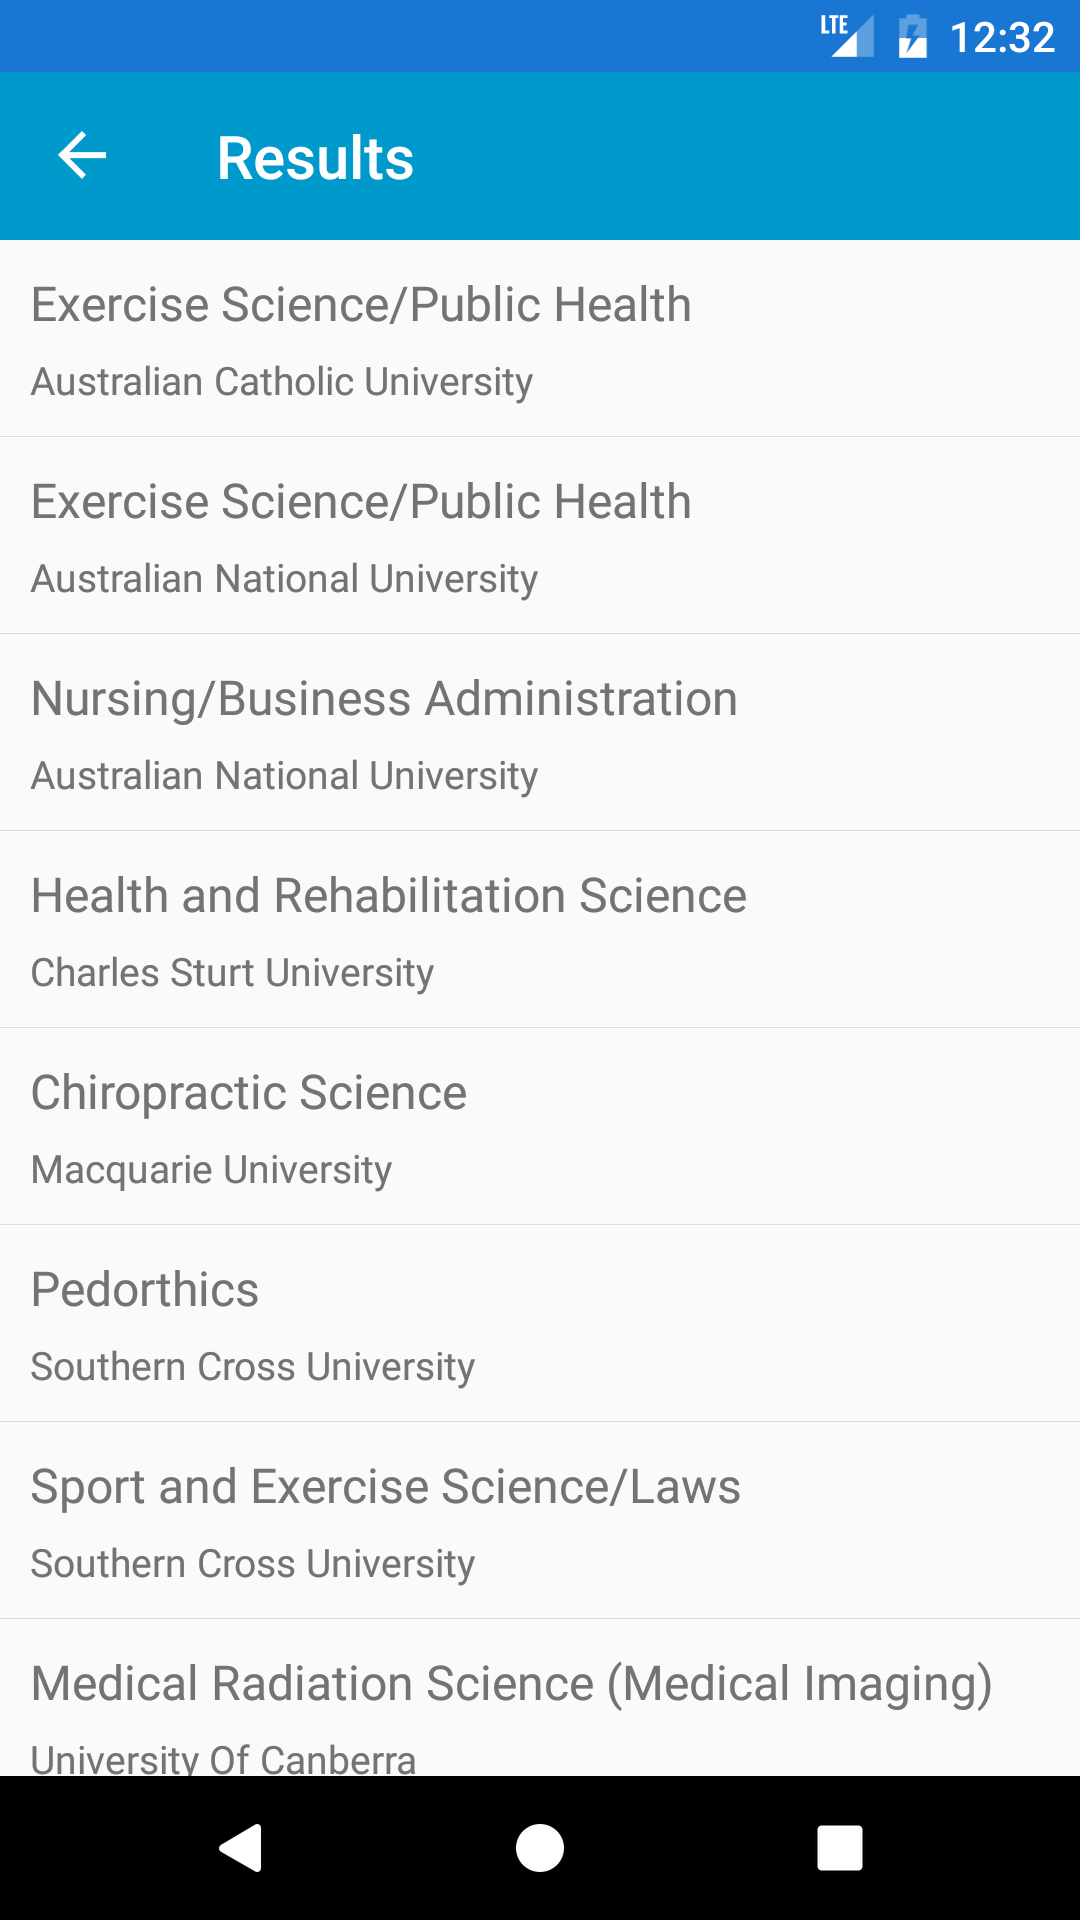 LTE 12:32
Results
Exercise Science/Public Health
Australian Catholic University
Exercise Science/Public Health
Australian National University
Nursing/Business Administration
Australian National University
Health and Rehabilitation Science
Charles Sturt University
Chiropractic Science
Macquarie University
Pedorthics
Southern Cross University
Sport and Exercise Science/Laws
Southern Cross University
Medical Radiation Science (Medical Imaging)
University Of Canberra